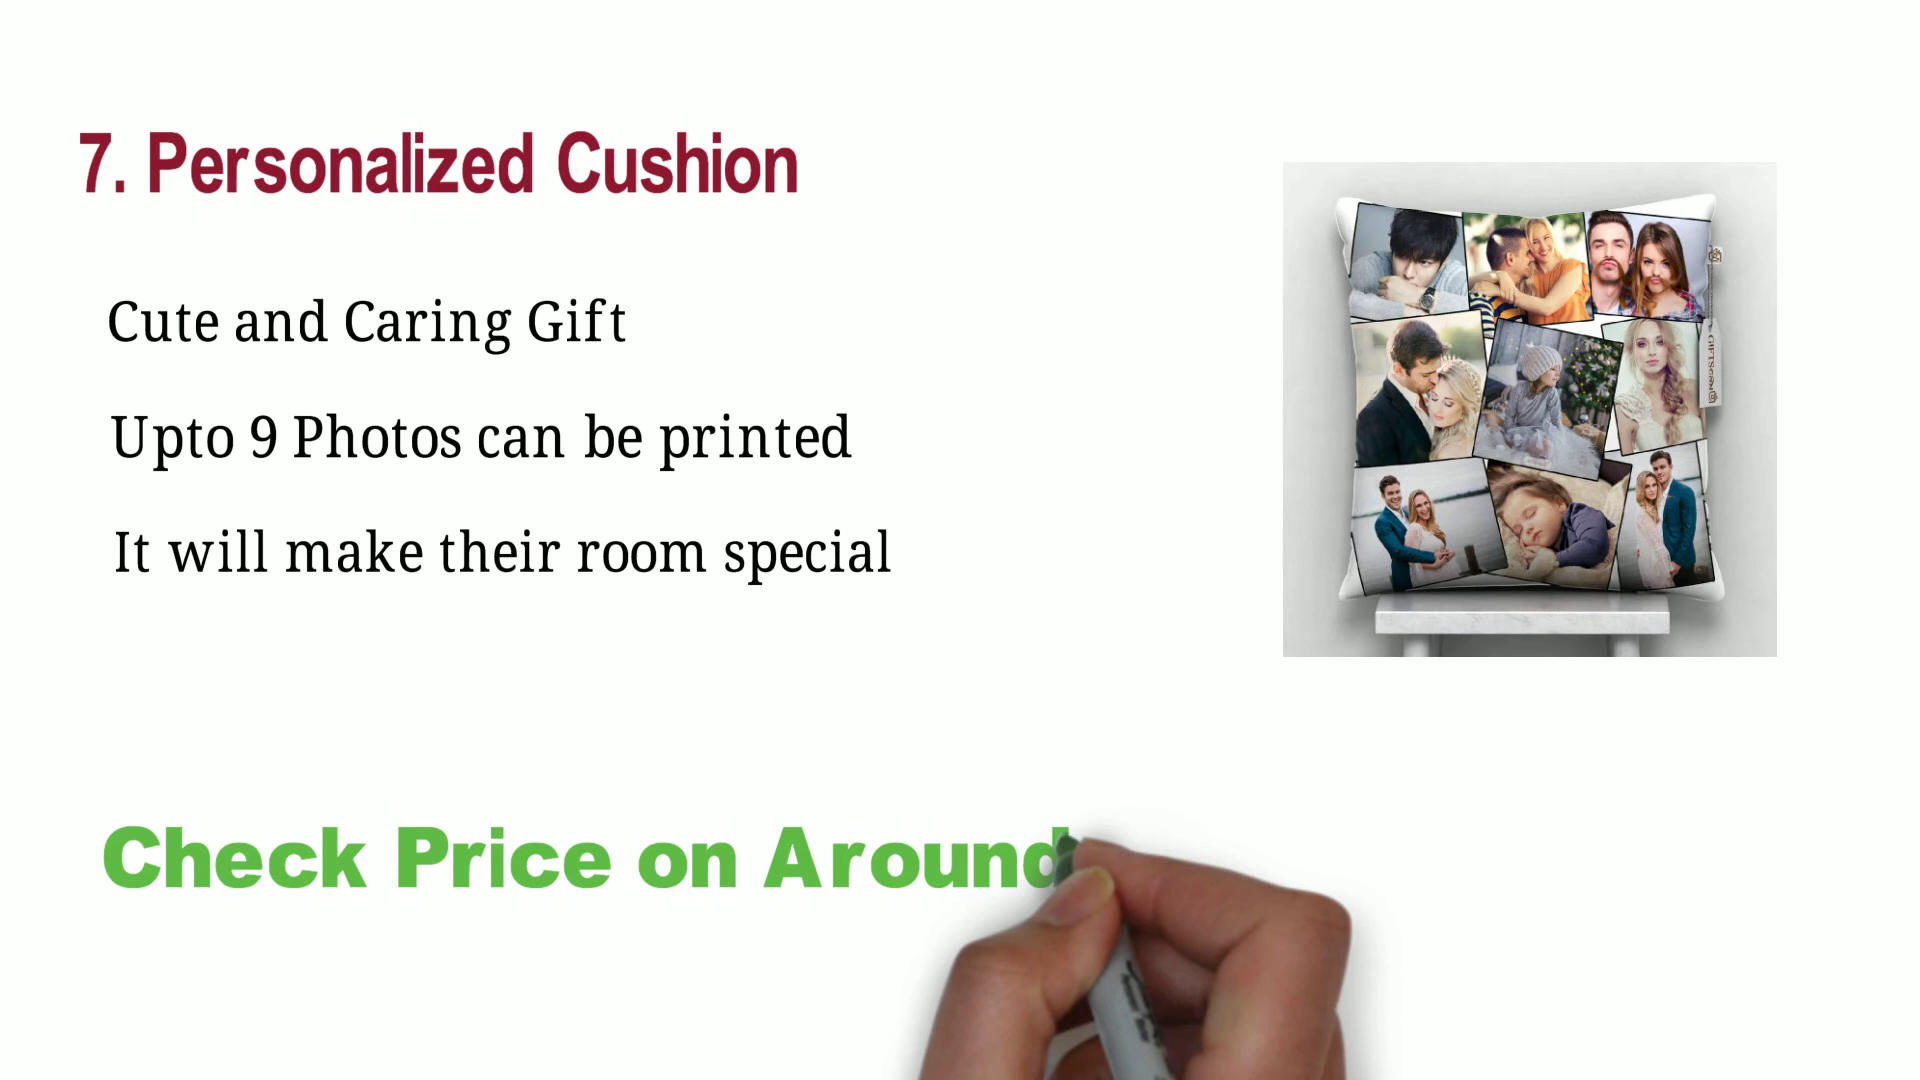 7. Personalized Cushion
Cute and Caring Gift
Upto 9 Photos can be printed
It will make their room special
Check Price on Around